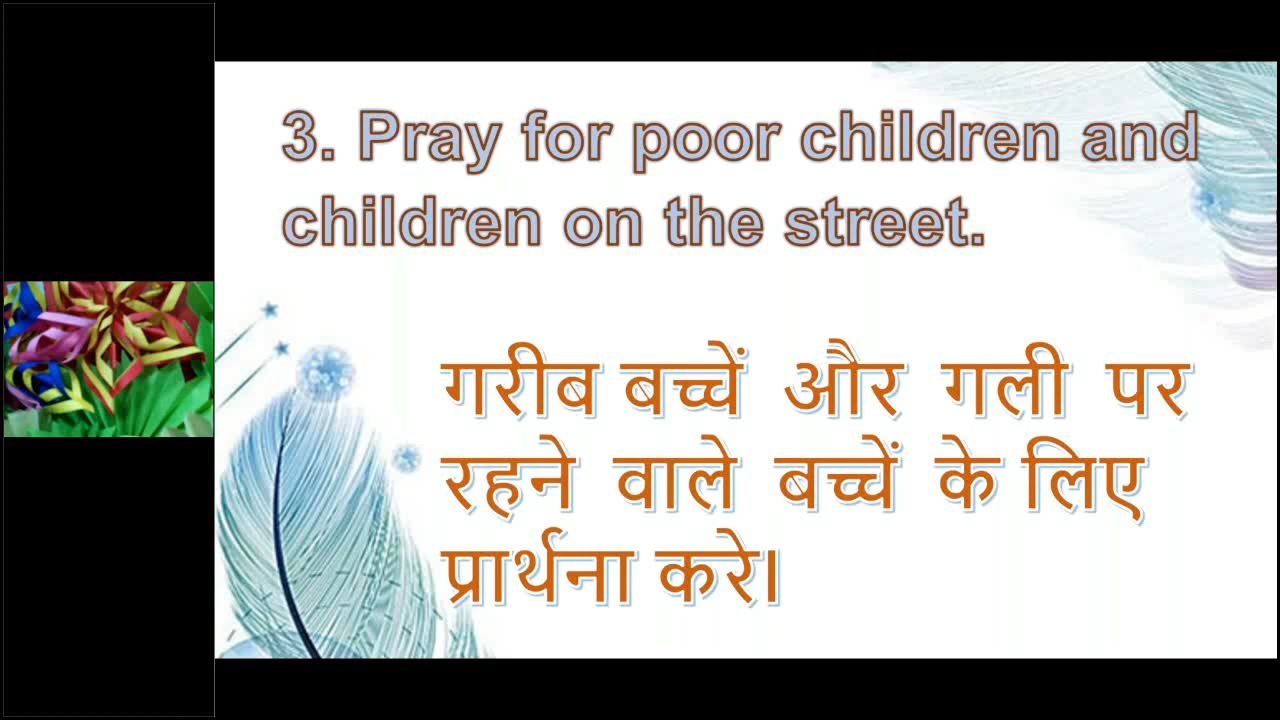 3. Pray for poor children and
children on the street.
गरीब बच्चें और गली पर
रहने वाले बच्चें के लिए
प्रार्थना करे।